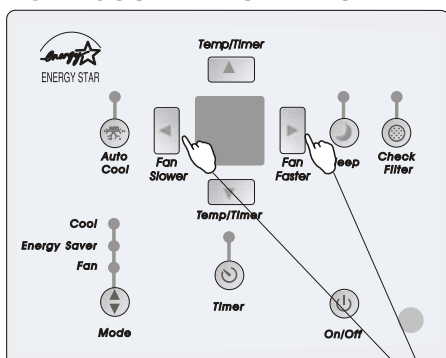 energy
ENERGY STAR
Temp/Timer
Auto
Cool
Fan
Slower
Fan
Faster
eep
Check
Filter
Temp/Timer
Cool
Energy Saver
Fan
Mode
Timer
On/Off